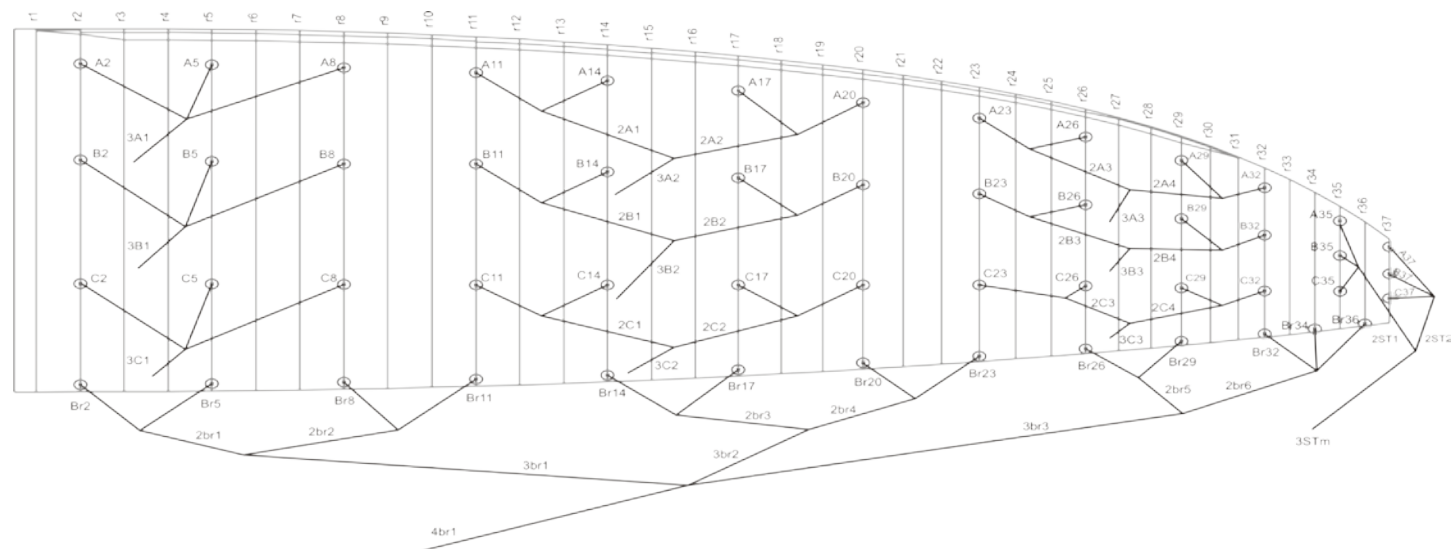 r1 r2 r3 r4 r5 r6 r7 r8 r9 r10 r11 r12 r13 r14 r15 r16 r17 r18 r19 r20 r21 r22 r23 r24 r25 r26 r27 r28 r29 r30 r31 r32 r33 r34 r35 r36 r37
A2 A5 A8 A11 A14 A17 A20 A23 A26 A29 A32 A35 A37
3A1 2A1 2A2 3A2 2A3 2A4 3A3
B2 B5 B8 B11 B14 B17 B20 B23 B26 B29 B32 B35 B37
3B1 2B1 2B2 3B2 2B3 2B4 3B3
C2 C5 C8 C11 C14 C17 C20 C23 C26 C29 C32 C35 C37
3C1 2C1 2C2 3C2 2C3 2C4 3C3
Br2 Br5 Br8 Br11 Br14 Br17 Br20 Br23 Br26 Br29 Br32 Br34 Br36 2ST1 2ST2
2br1 2br2 2br3 2br4 2br5 2br6
3br1 3br2 3br3 3STm
4br1